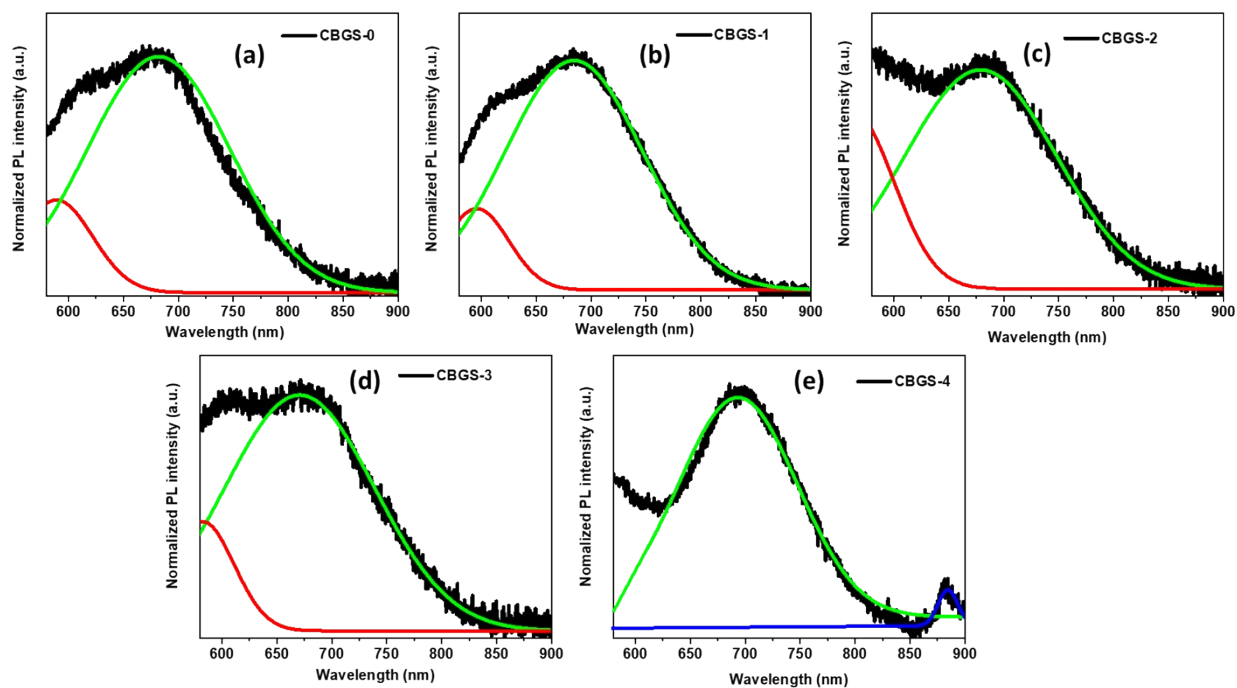 (a)
CBGS-0
Normalized PL intensity (a.u.)
600 650 700 750 800 850 900
Wavelength (nm)
(b)
CBGS-1
Normalized PL intensity (a.u.)
600 650 700 750 800 850 900
Wavelength (nm)
(c)
CBGS-2
Normalized PL intensity (a.u.)
600 650 700 750 800 850 900
Wavelength (nm)
(d)
CBGS-3
Normalized PL intensity (a.u.)
600 650 700 750 800 850 900
Wavelength (nm)
(e)
CBGS-4
Normalized PL intensity (a.u.)
600 650 700 750 800 850 900
Wavelength (nm)